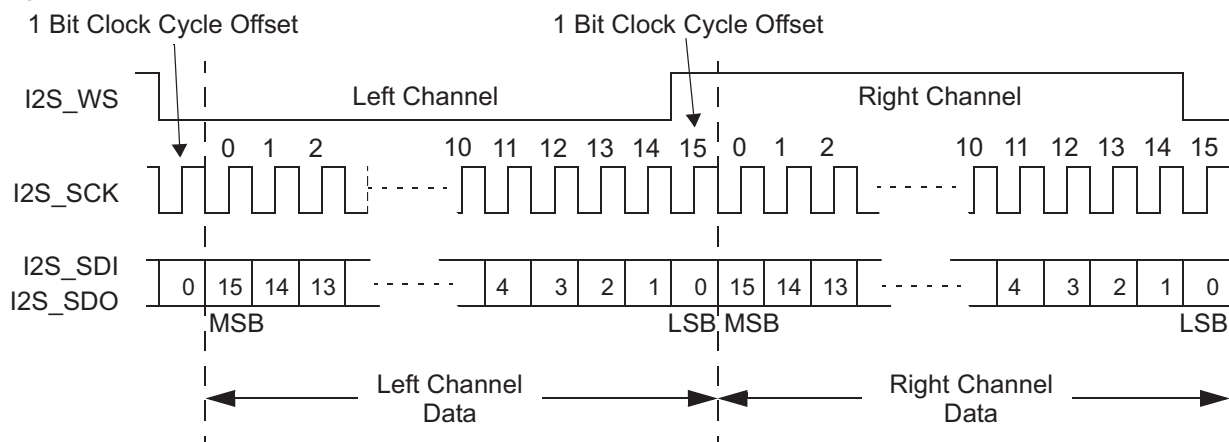 1 Bit Clock Cycle Offset 1 Bit Clock Cycle Offset
I2S_WS Left Channel Right Channel
0 1 2 10 11 12 13 14 15 0 1 2 10 11 12 13 14 15
I2S_SCK
I2S_SDI
I2S_SDO
0 15 14 13 4 3 2 1 0 15 14 13 4 3 2 1 0
MSB LSB MSB LSB
Left Channel Data Right Channel Data